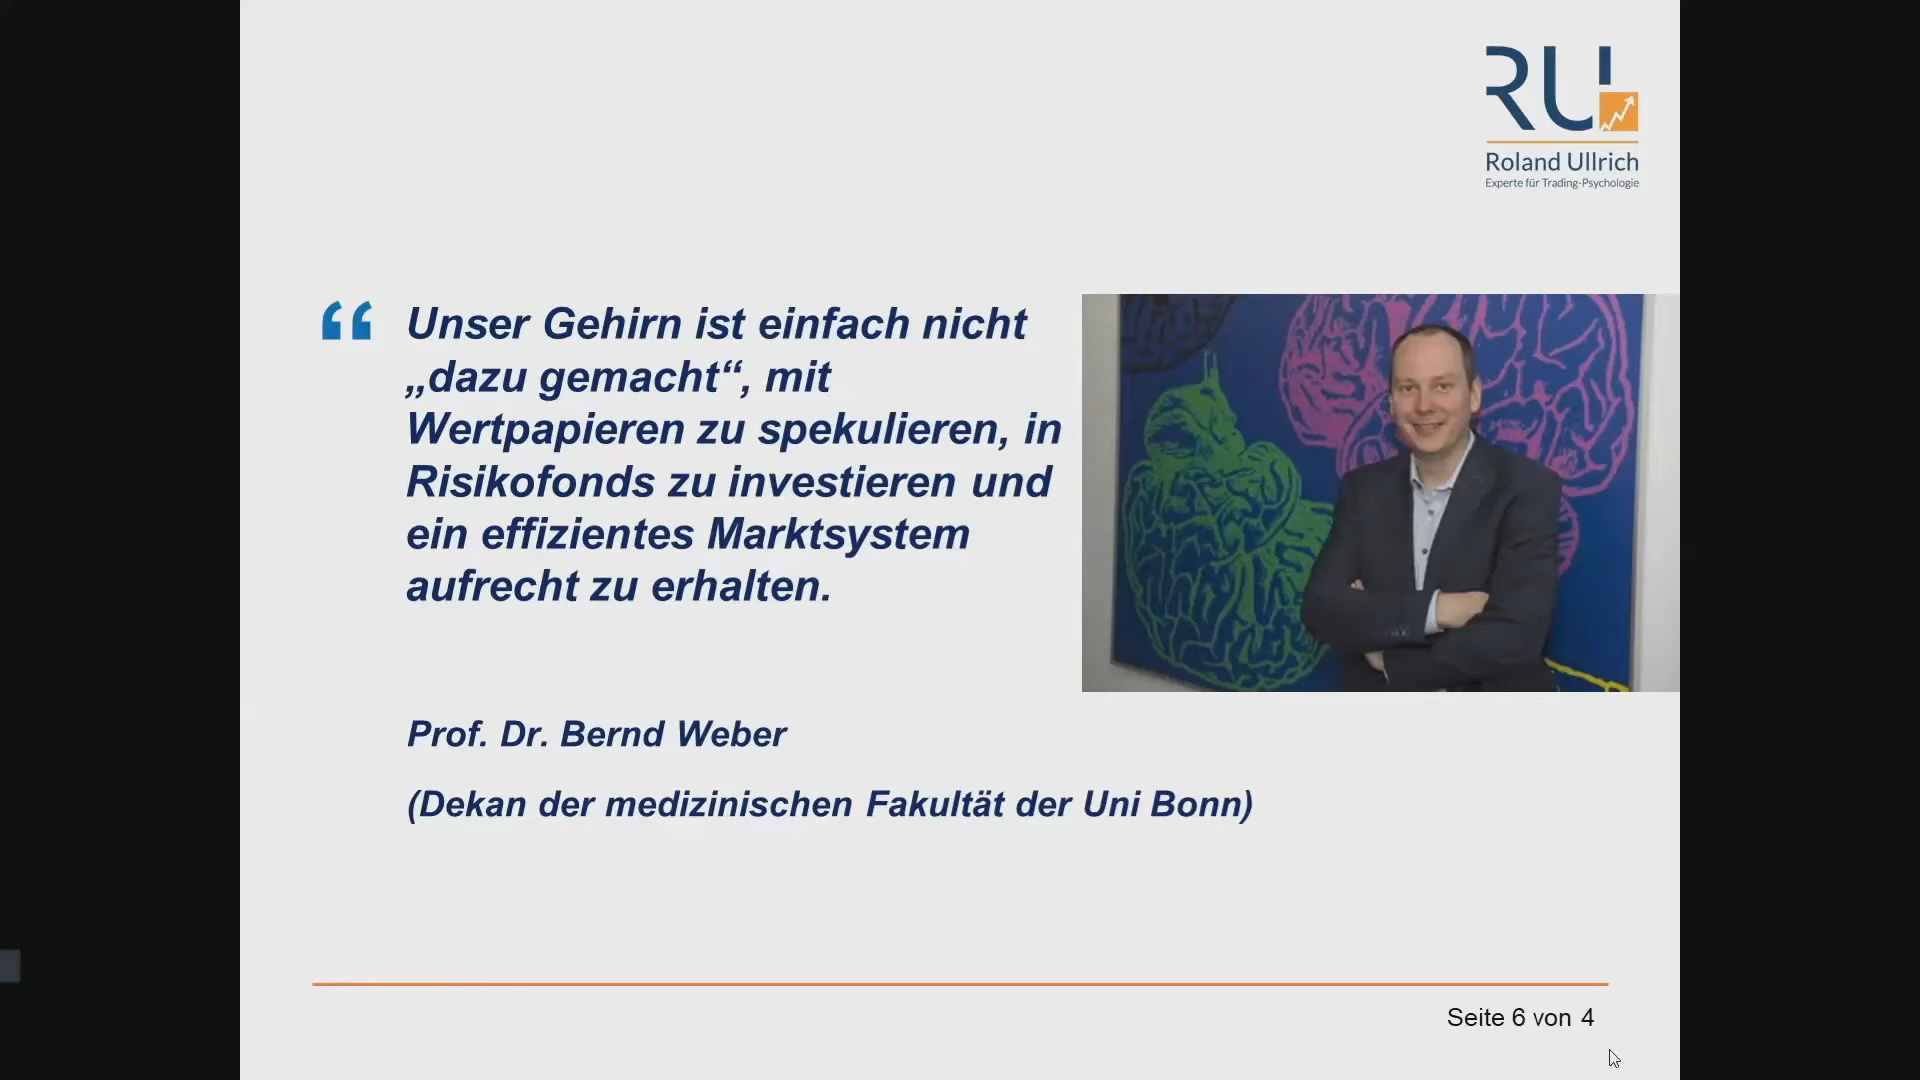 RU
Roland Ullrich
Experte für Trading-Psychologie
“
Unser Gehirn ist einfach nicht
„dazu gemacht“, mit
Wertpapieren zu spekulieren, in
Risikofonds zu investieren und
ein effizientes Marktsystem
aufrecht zu erhalten.
Prof. Dr. Bernd Weber
(Dekan der medizinischen Fakultät der Uni Bonn)
Seite 6 von 4